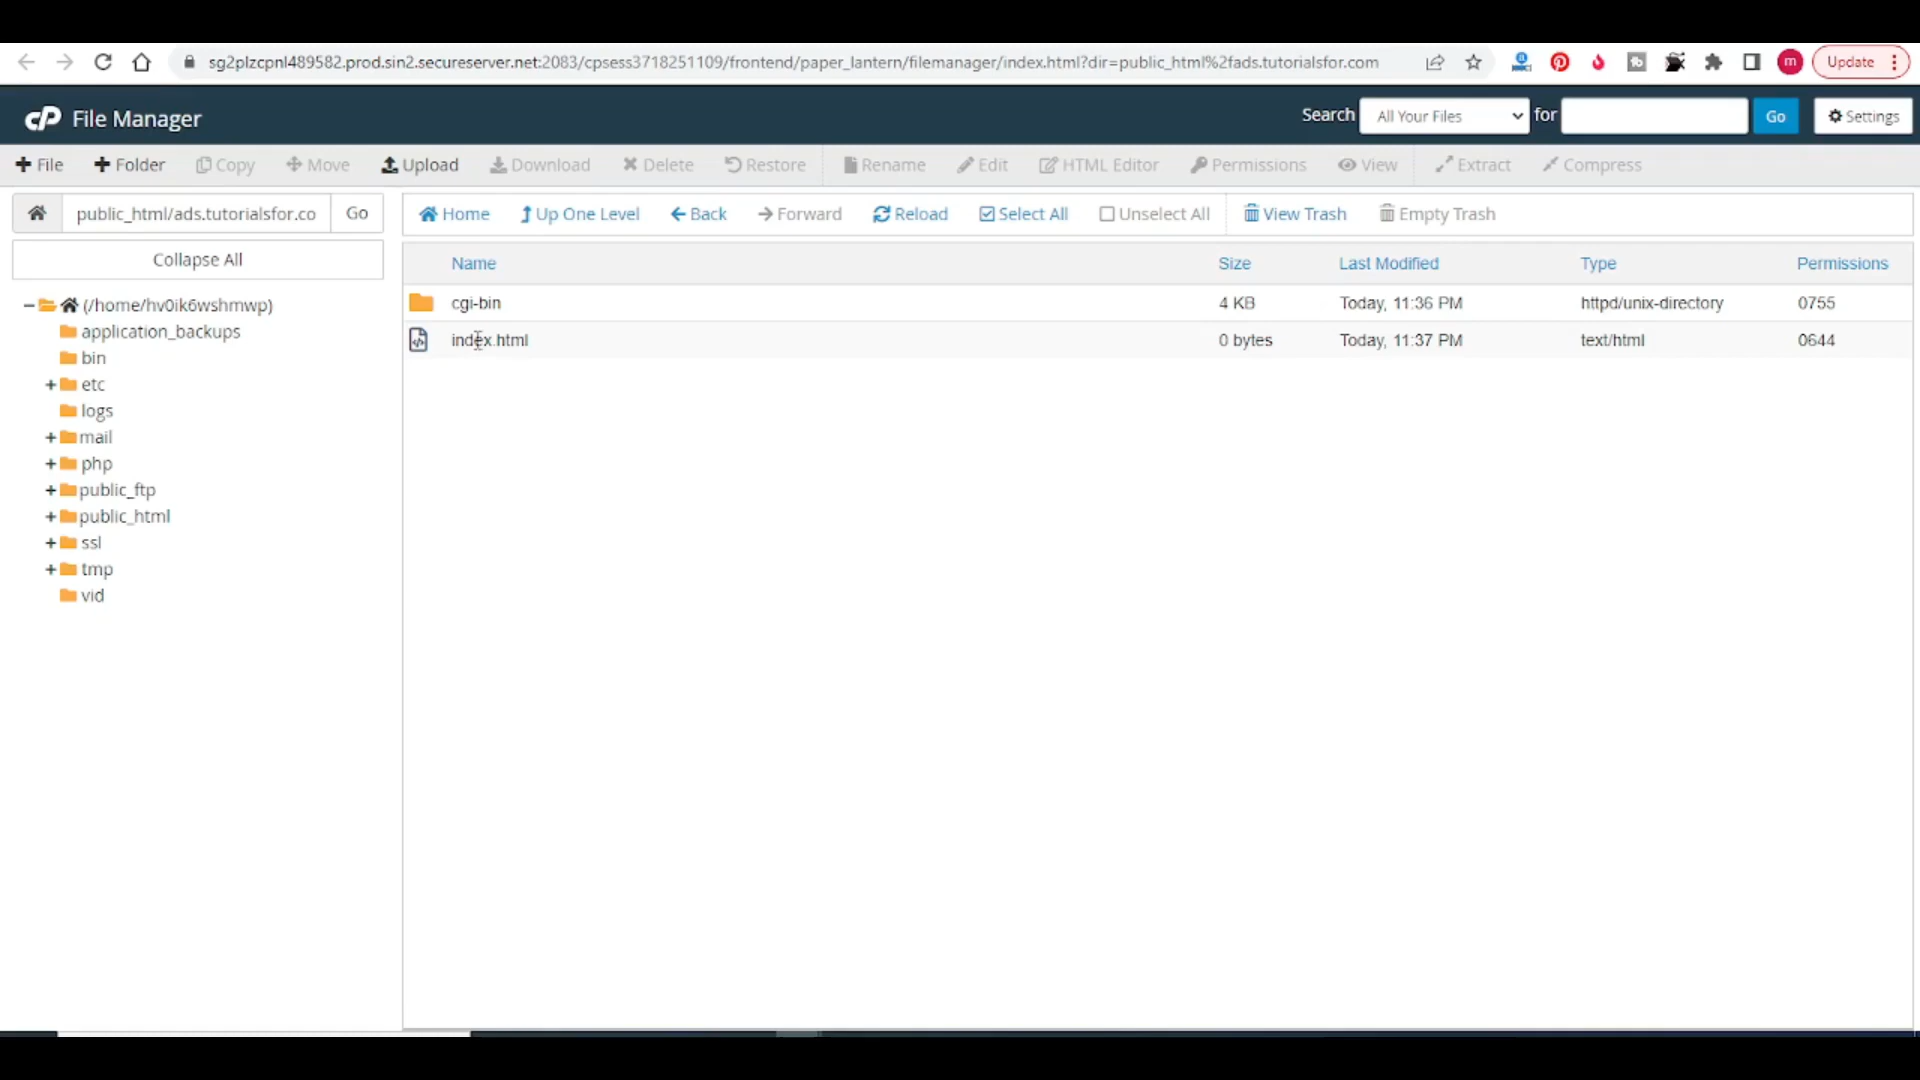 sg2plzcpnl489582.prod.sin2.secureserver.net:2083/cpsess3718251109/frontend/paper_lantern/filemanager/index.html?dir=public_html%2fads.tutorialsfor.com
m
Update
cP File Manager
Search All Your Files for Go Settings
File Folder Copy Move Upload Download Delete Restore Rename Edit HTML Editor Permissions View Extract Compress
public_html/ads.tutorialsfor.co Go
Home Up One Level Back Forward Reload Select All Unselect All View Trash Empty Trash
Collapse All
(/home/hv0ik6wshmwp)
application_backups
bin
etc
logs
mail
php
public_ftp
public_html
ssl
tmp
vid
Name Size Last Modified Type Permissions
cgi-bin 4 KB Today, 11:36 PM httpd/unix-directory 0755
index.html 0 bytes Today, 11:37 PM text/html 0644